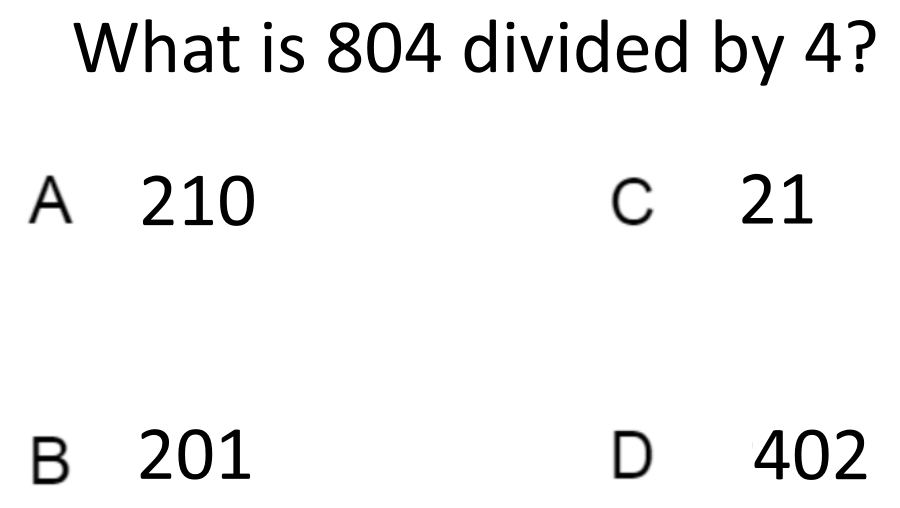 What is 804 divided by 4?
A 210
C 21
B 201
D 402